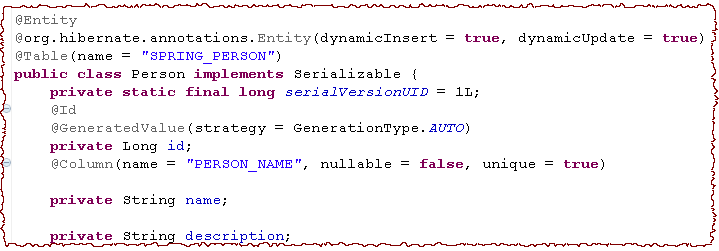 @Entity
@org.hibernate.annotations.Entity(dynamicInsert = true, dynamicUpdate = true)
@Table(name = "SPRING_PERSON")
public class Person implements Serializable {
private static final long serialVersionUID = 1L;
@Id
@GeneratedValue(strategy = GenerationType.AUTO)
private Long id;
@Column(name = "PERSON_NAME", nullable = false, unique = true)
private String name;
private String description;